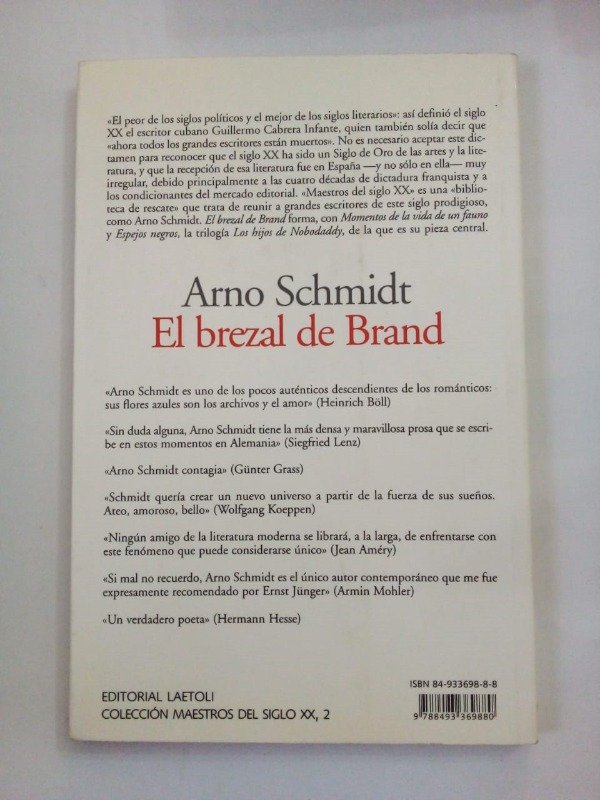 «El peor de los siglos políticos y el mejor de los siglos literarios»: así definió el siglo
XX el escritor cubano Guillermo Cabrera Infante, quien también solía decir que
«ahora todos los grandes escritores están muertos». No es necesario aceptar este dic-
tamen para reconocer que el siglo XX ha sido un Siglo de Oro de las artes y la lite-
ratura, y que la recepción de esa literatura fue en España —y no sólo en ella— muy
irregular, debido principalmente a las cuatro décadas de dictadura franquista y a
los condicionantes del mercado editorial. «Maestros del siglo XX» es una «biblio-
teca de rescate» que trata de reunir a grandes escritores de este siglo prodigioso,
como Arno Schmidt. El brezal de Brand forma, con Momentos de la vida de un fauno
y Espejos negros, la trilogía Los hijos de Nobodaddy, de la que es su pieza central.
Arno Schmidt
El brezal de Brand
«Arno Schmidt es uno de los pocos auténticos descendientes de los románticos:
sus flores azules son los archivos y el amor» (Heinrich Böll)
«Sin duda alguna, Arno Schmidt tiene la más densa y maravillosa prosa que se escri-
be en estos momentos en Alemania» (Siegfried Lenz)
«Arno Schmidt contagia» (Günter Grass)
«Schmidt quería crear un nuevo universo a partir de la fuerza de sus sueños.
Ateo, amoroso, bello» (Wolfgang Koeppen)
«Ningún amigo de la literatura moderna se librará, a la larga, de enfrentarse con
este fenómeno que puede considerarse único» (Jean Améry)
«Si mal no recuerdo, Arno Schmidt es el único autor contemporáneo que me fue
expresamente recomendado por Ernst Jünger» (Armin Mohler)
«Un verdadero poeta» (Hermann Hesse)
ISBN 84-933698-8-8
EDITORIAL LAETOLI
COLECCIÓN MAESTROS DEL SIGLO XX, 2
9 788493 369880